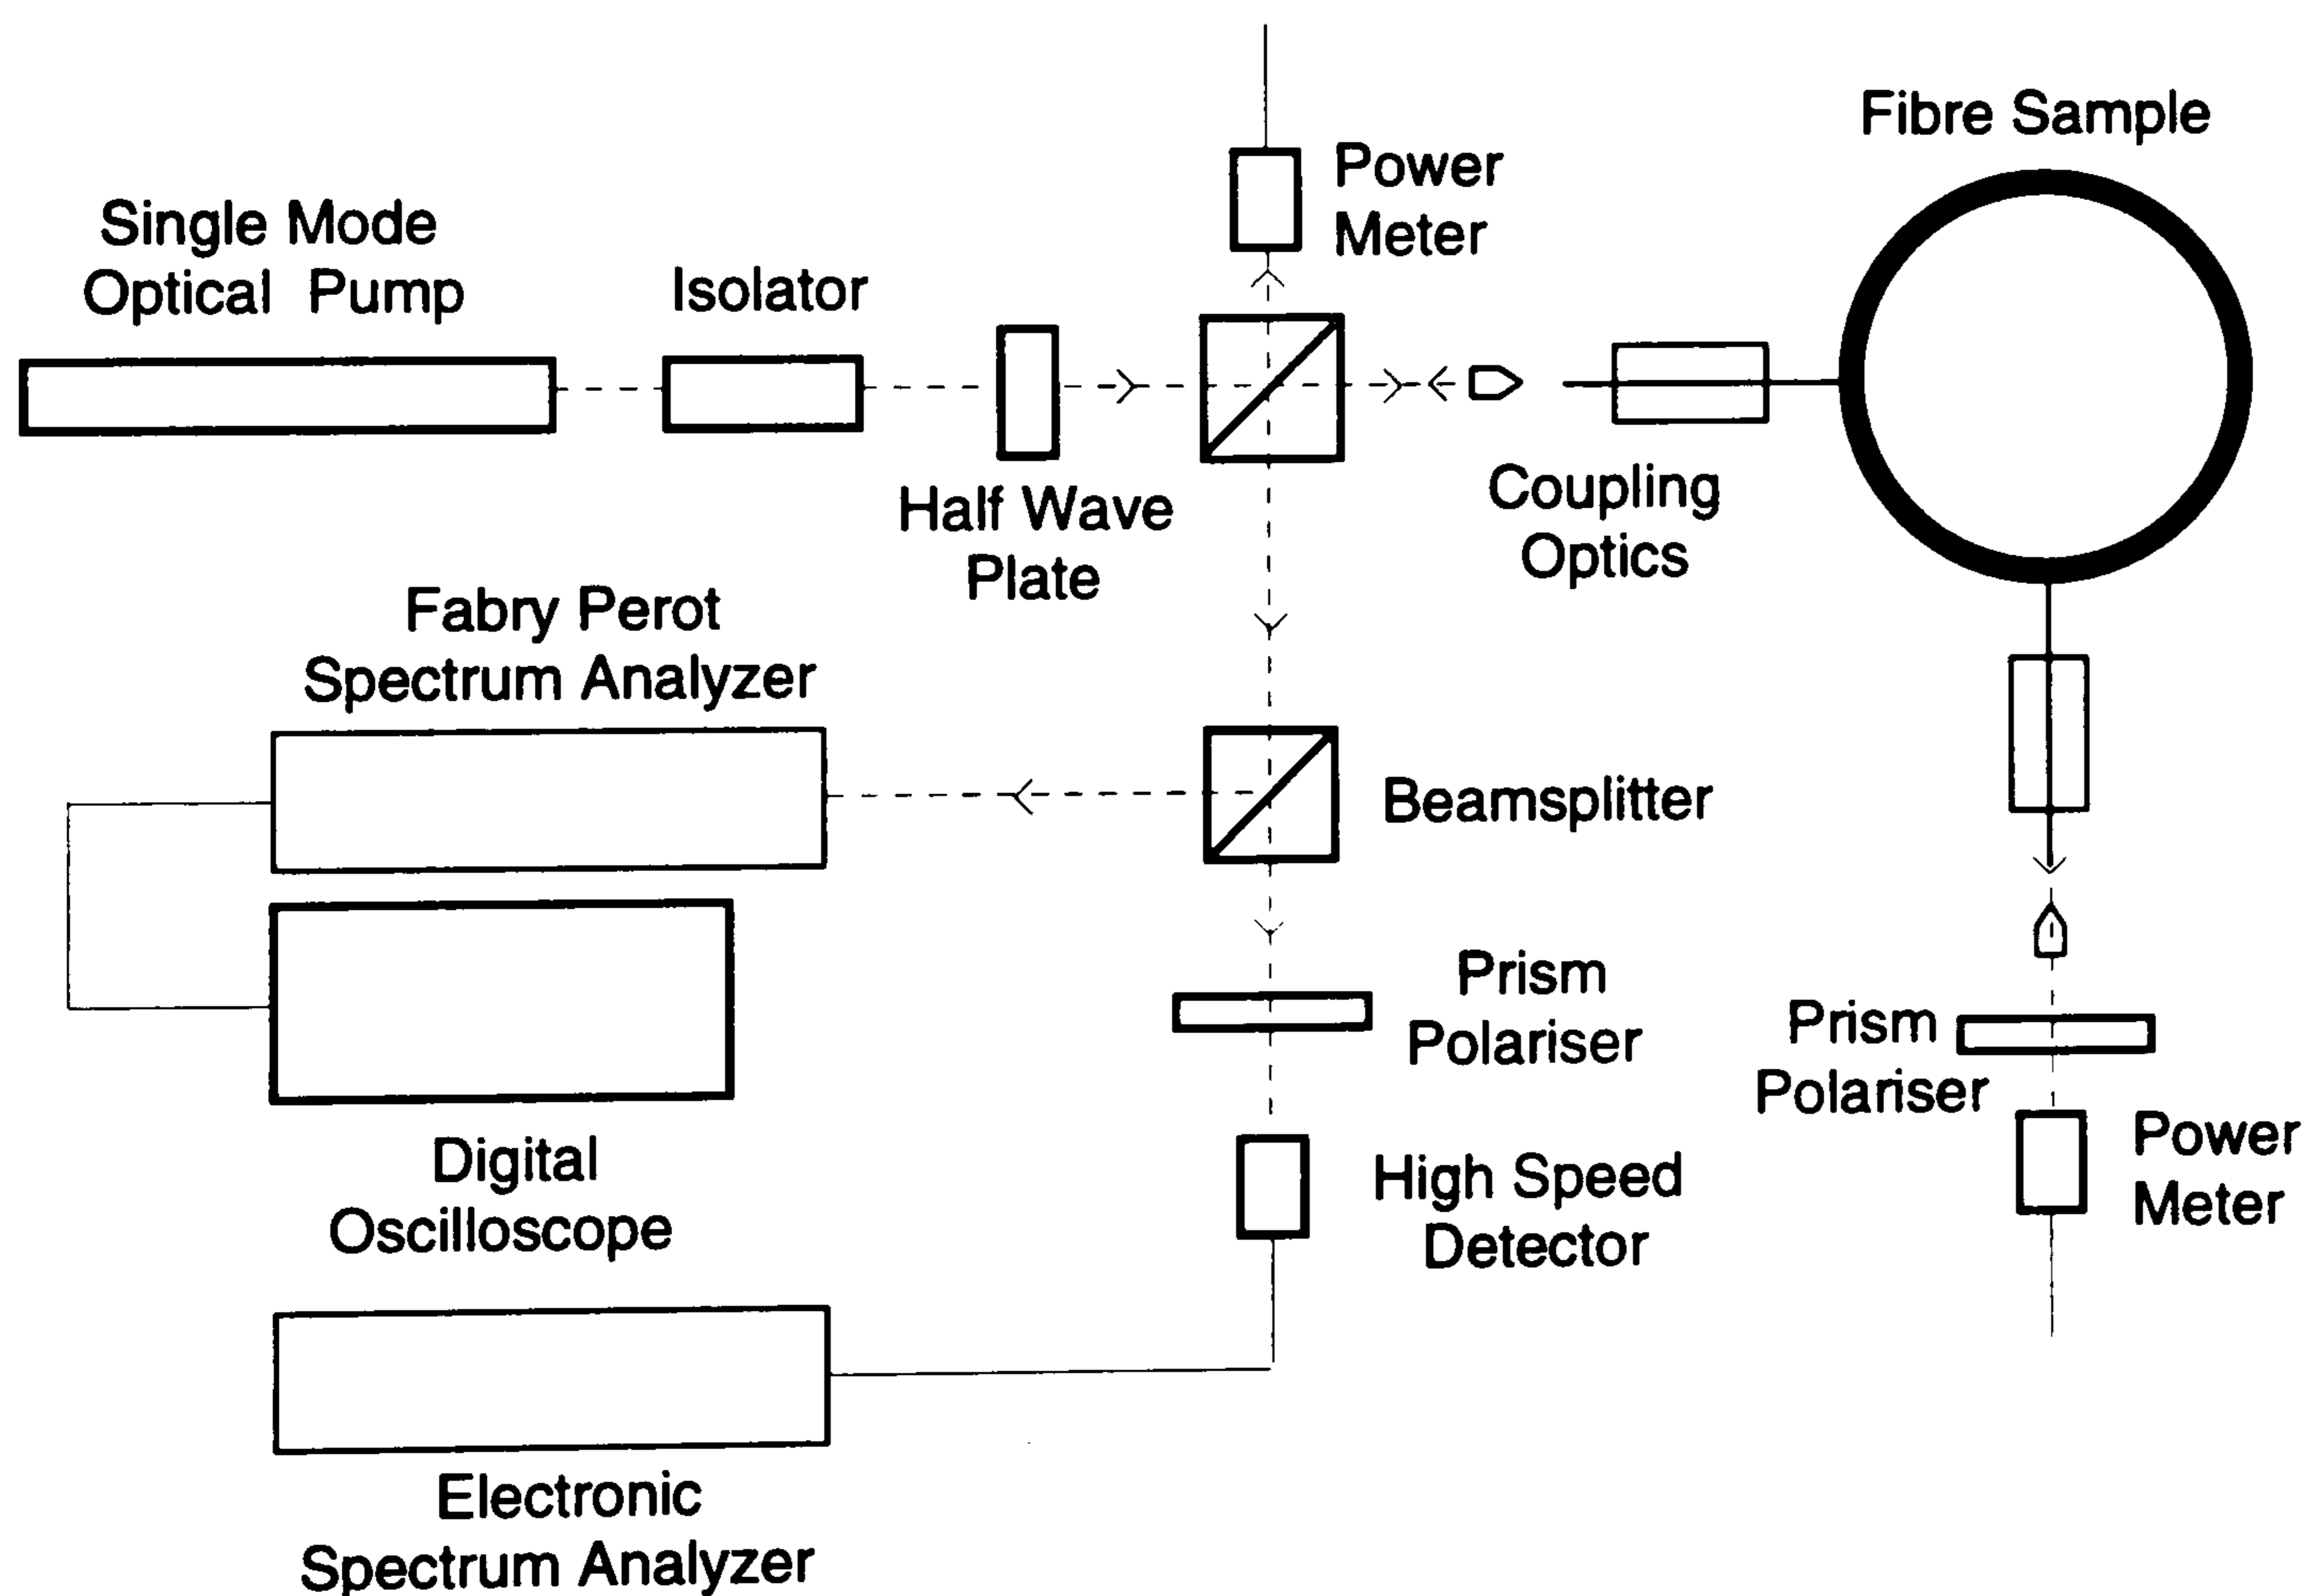 Fibre Sample
Power
Meter
Single Mode
Optical Pump
Isolator
Half Wave
Plate
Coupling
Optics
Fabry Perot
Spectrum Analyzer
Beamsplitter
Prism
Polariser
Prism
Polariser
Digital
Oscilloscope
High Speed
Detector
Power
Meter
Electronic
Spectrum Analyzer